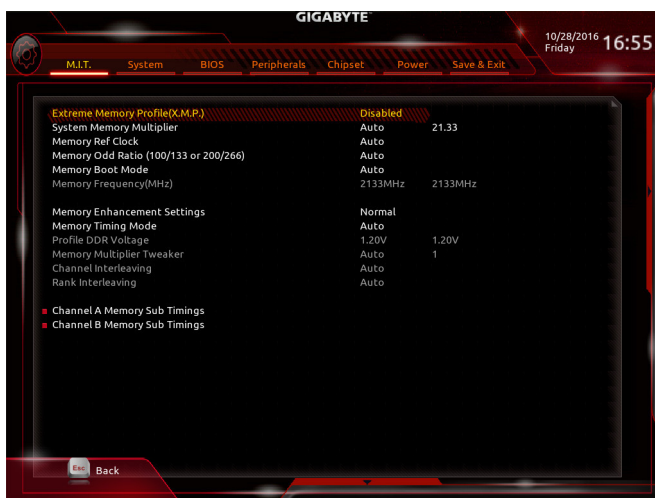 GIGABYTE™
10/28/2016 Friday 16:55
M.I.T. System BIOS Peripherals Chipset Power Save & Exit
Extreme Memory Profile(X.M.P.) Disabled
System Memory Multiplier Auto 21.33
Memory Ref Clock Auto
Memory Odd Ratio (100/133 or 200/266) Auto
Memory Boot Mode Auto
Memory Frequency(MHz) 2133MHz 2133MHz
Memory Enhancement Settings Normal
Memory Timing Mode Auto
Profile DDR Voltage 1.20V 1.20V
Memory Multiplier Tweaker Auto 1
Channel Interleaving Auto
Rank Interleaving Auto
Channel A Memory Sub Timings
Channel B Memory Sub Timings
Esc Back